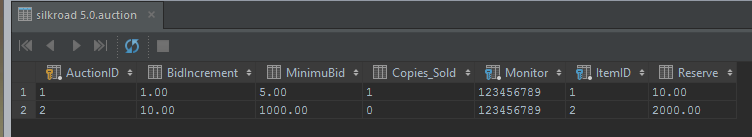 silkroad 5.0.auction
AuctionID BidIncrement MinimuBid Copies_Sold Monitor ItemID Reserve
1 1 1.00 5.00 1 123456789 1 10.00
2 2 10.00 1000.00 0 123456789 2 2000.00